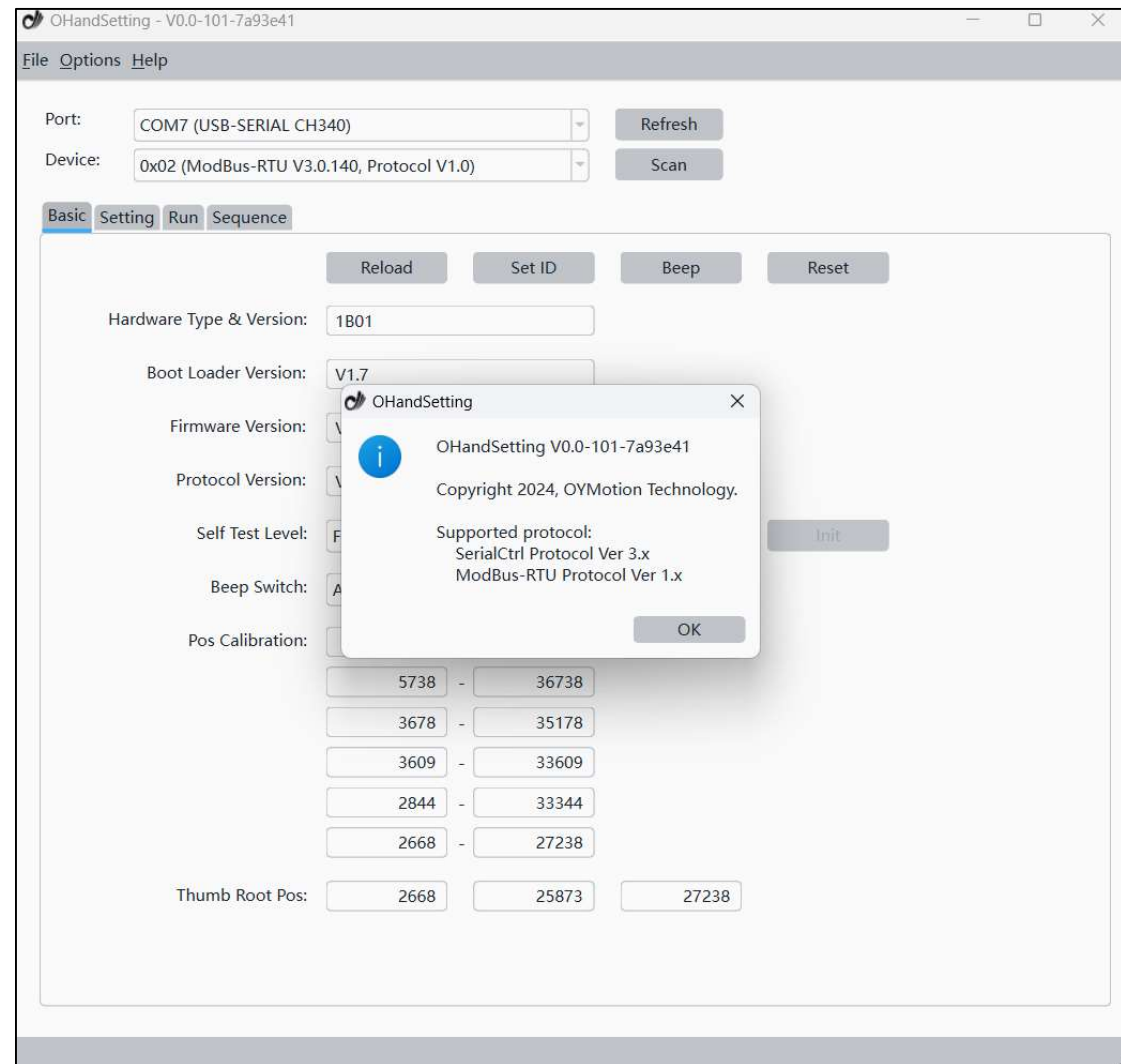 OHandSetting - V0.0-101-7a93e41
File Options Help
Port: COM7 (USB-SERIAL CH340) Refresh
Device: 0x02 (ModBus-RTU V3.0.140, Protocol V1.0) Scan
Basic Setting Run Sequence
Reload Set ID Beep Reset
Hardware Type & Version: 1B01
Boot Loader Version: V1.7
Firmware Version:
Protocol Version:
Self Test Level: Init
Beep Switch:
Pos Calibration:
OHandSetting
OHandSetting V0.0-101-7a93e41
Copyright 2024, OYMotion Technology.
Supported protocol:
SerialCtrl Protocol Ver 3.x
ModBus-RTU Protocol Ver 1.x
OK
5738 - 36738
3678 - 35178
3609 - 33609
2844 - 33344
2668 - 27238
Thumb Root Pos: 2668 25873 27238